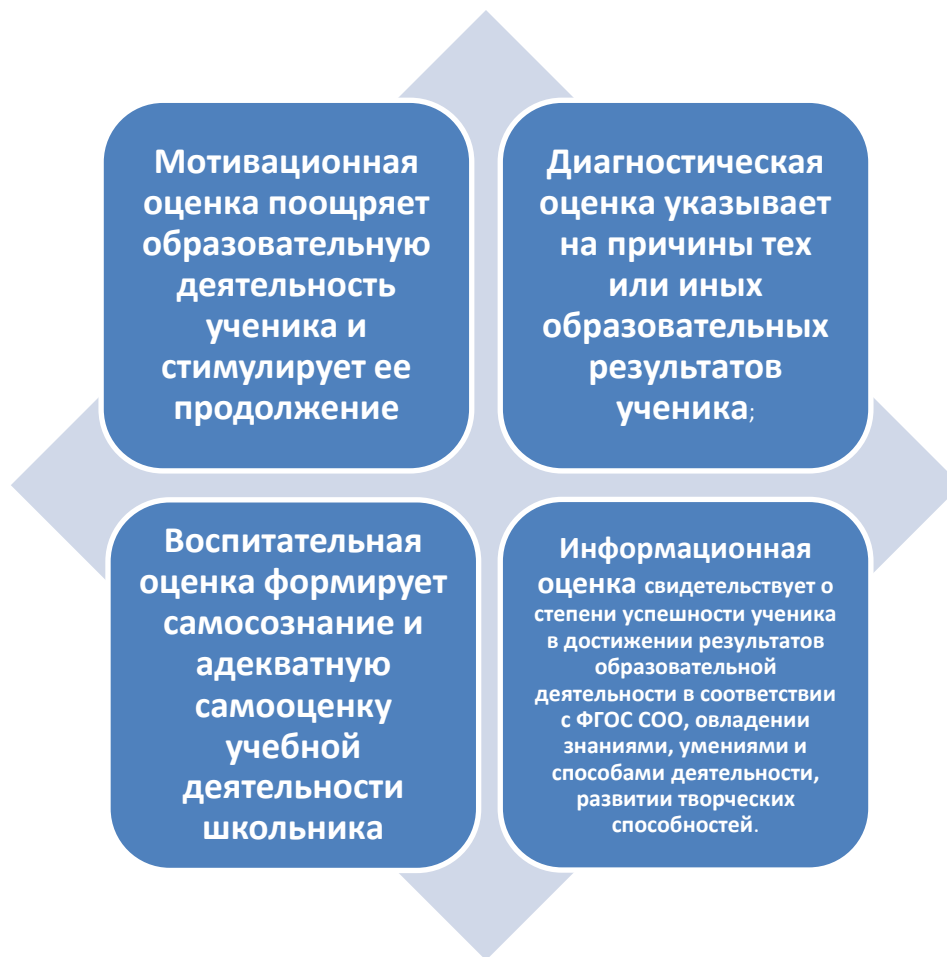 Мотивационная
оценка поощряет
образовательную
деятельность
ученика и
стимулирует ее
продолжение
Диагностическая
оценка указывает
на причины тех
или иных
образовательных
результатов
ученика;
Воспитательная
оценка формирует
самосознание и
адекватную
самооценку
учебной
деятельности
школьника
Информационная
оценка свидетельствует о
степени успешности ученика
в достижении результатов
образовательной
деятельности в соответствии
с ФГОС СОО, овладении
знаниями, умениями и
способами деятельности,
развитии творческих
способностей.